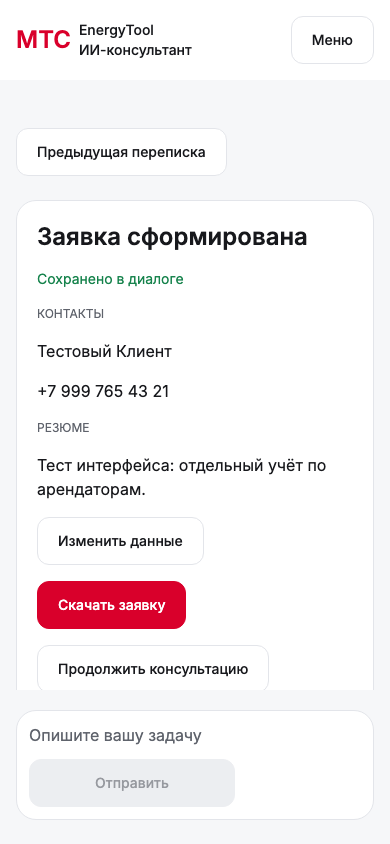 МТС
EnergyTool
ИИ-консультант
Меню
Предыдущая переписка
Заявка сформирована
Сохранено в диалоге
КОНТАКТЫ
Тестовый Клиент
+7 999 765 43 21
РЕЗЮМЕ
Тест интерфейса: отдельный учёт по
арендаторам.
Изменить данные
Скачать заявку
Продолжить консультацию
Опишите вашу задачу
Отправить